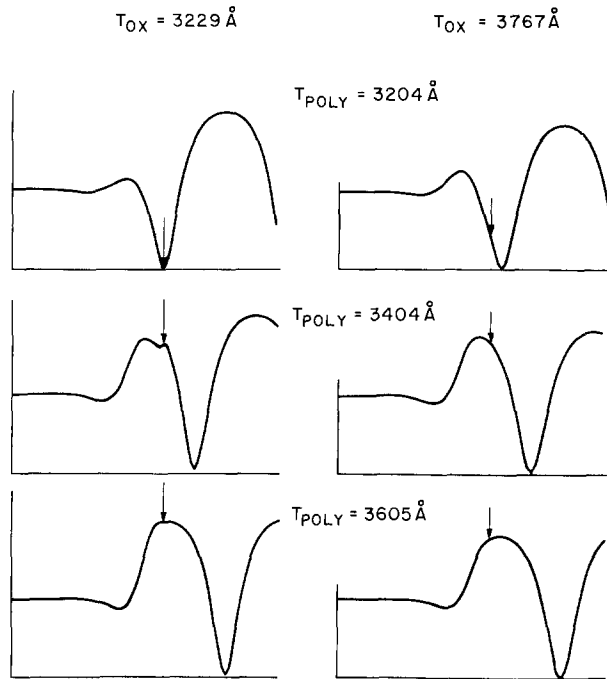 T_OX = 3229 Å
T_OX = 3767 Å
T_POLY = 3204 Å
T_POLY = 3404 Å
T_POLY = 3605 Å